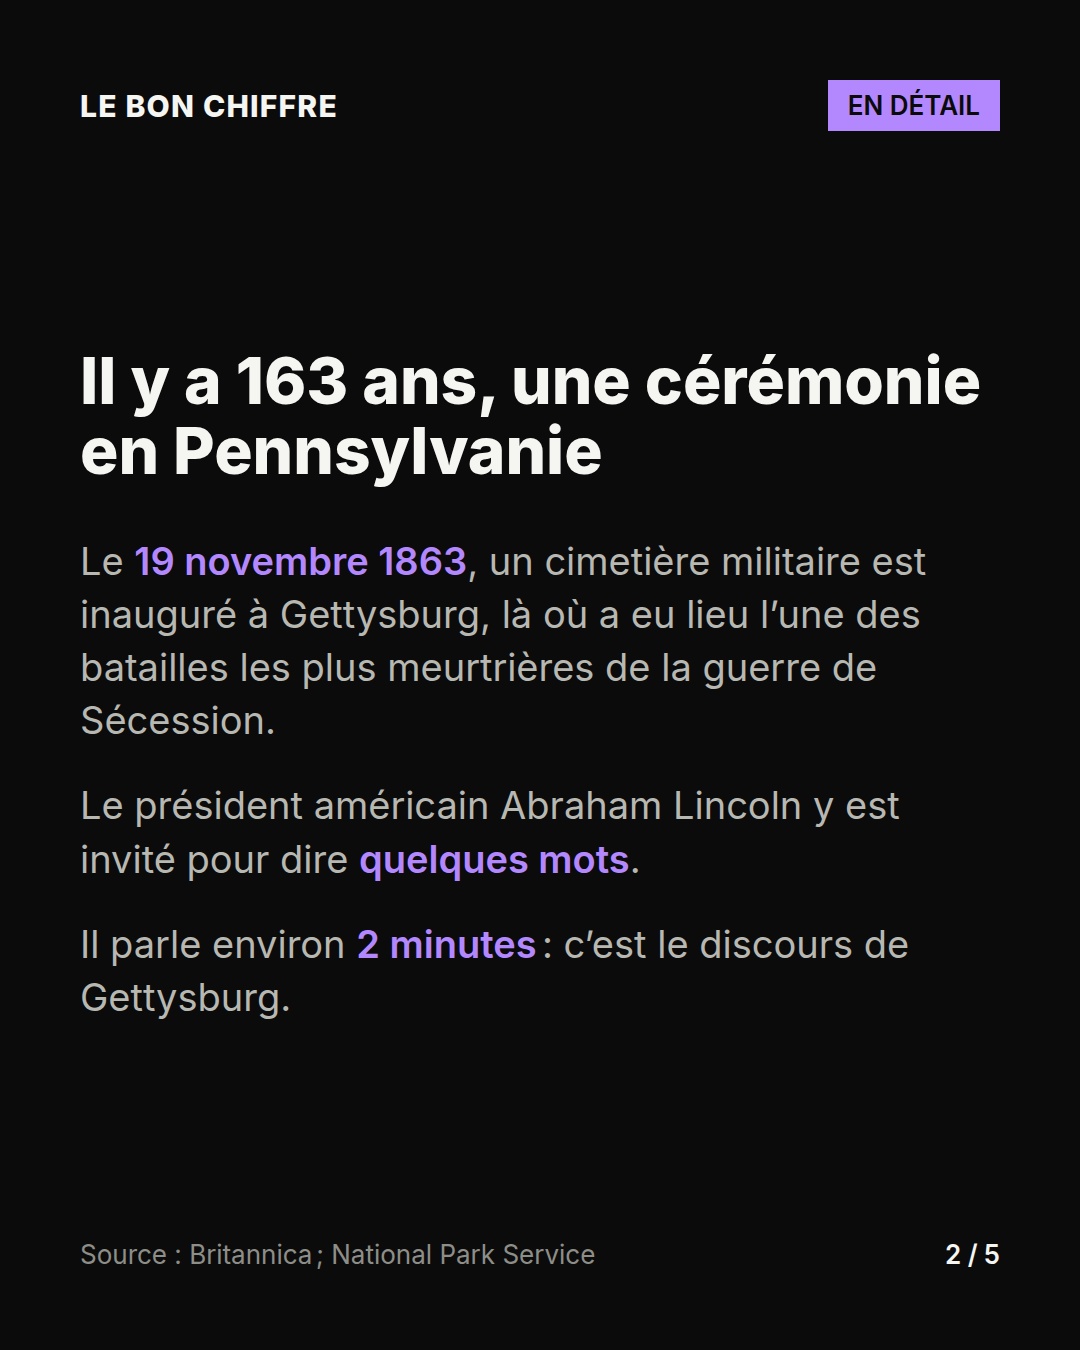 LE BON CHIFFRE
EN DÉTAIL
Il y a 163 ans, une cérémonie
en Pennsylvanie
Le 19 novembre 1863, un cimetière militaire est
inauguré à Gettysburg, là où a eu lieu l’une des
batailles les plus meurtrières de la guerre de
Sécession.
Le président américain Abraham Lincoln y est
invité pour dire quelques mots.
Il parle environ 2 minutes : c’est le discours de
Gettysburg.
Source : Britannica ; National Park Service
2 / 5